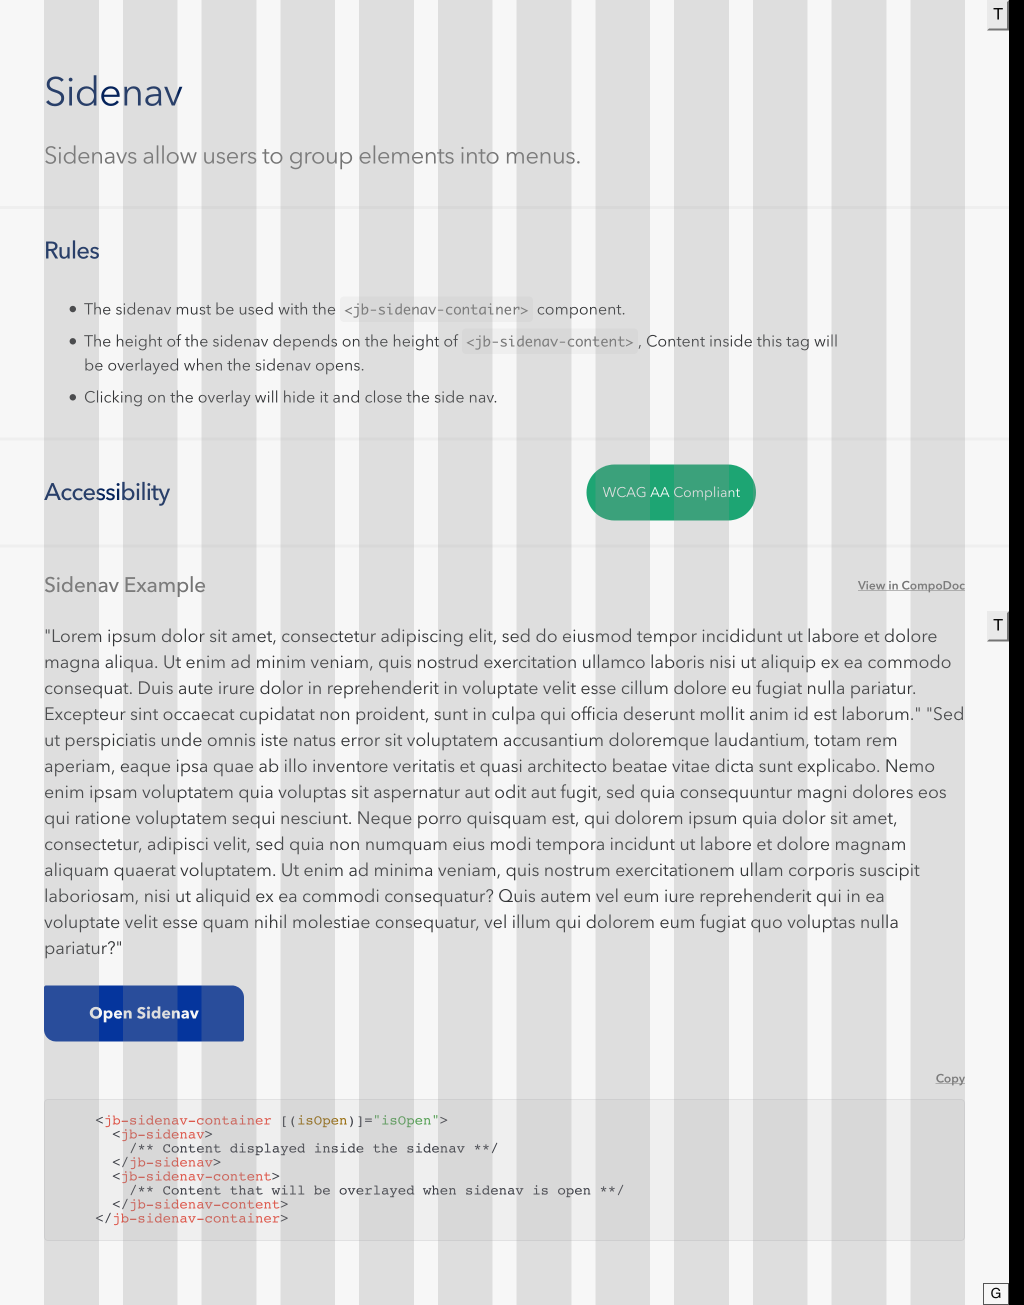 T
Sidenav
Sidenavs allow users to group elements into menus.
Rules
• The sidenav must be used with the <jb-sidenav-container> component.
• The height of the sidenav depends on the height of <jb-sidenav-content>, Content inside this tag will
be overlayed when the sidenav opens.
• Clicking on the overlay will hide it and close the side nav.
Accessibility
WCAG AA Compliant
Sidenav Example
View in CompoDoc
T
"Lorem ipsum dolor sit amet, consectetur adipiscing elit, sed do eiusmod tempor incididunt ut labore et dolore
magna aliqua. Ut enim ad minim veniam, quis nostrud exercitation ullamco laboris nisi ut aliquip ex ea commodo
consequat. Duis aute irure dolor in reprehenderit in voluptate velit esse cillum dolore eu fugiat nulla pariatur.
Excepteur sint occaecat cupidatat non proident, sunt in culpa qui officia deserunt mollit anim id est laborum." "Sed
ut perspiciatis unde omnis iste natus error sit voluptatem accusantium doloremque laudantium, totam rem
aperiam, eaque ipsa quae ab illo inventore veritatis et quasi architecto beatae vitae dicta sunt explicabo. Nemo
enim ipsam voluptatem quia voluptas sit aspernatur aut odit aut fugit, sed quia consequuntur magni dolores eos
qui ratione voluptatem sequi nesciunt. Neque porro quisquam est, qui dolorem ipsum quia dolor sit amet,
consectetur, adipisci velit, sed quia non numquam eius modi tempora incidunt ut labore et dolore magnam
aliquam quaerat voluptatem. Ut enim ad minima veniam, quis nostrum exercitationem ullam corporis suscipit
laboriosam, nisi ut aliquid ex ea commodi consequatur? Quis autem vel eum iure reprehenderit qui in ea
voluptate velit esse quam nihil molestiae consequatur, vel illum qui dolorem eum fugiat quo voluptas nulla
pariatur?"
Open Sidenav
Copy
<jb-sidenav-container [(isOpen)]="isOpen">
  <jb-sidenav>
    /** Content displayed inside the sidenav **/
  </jb-sidenav>
  <jb-sidenav-content>
    /** Content that will be overlayed when sidenav is open **/
  </jb-sidenav-content>
</jb-sidenav-container>
G